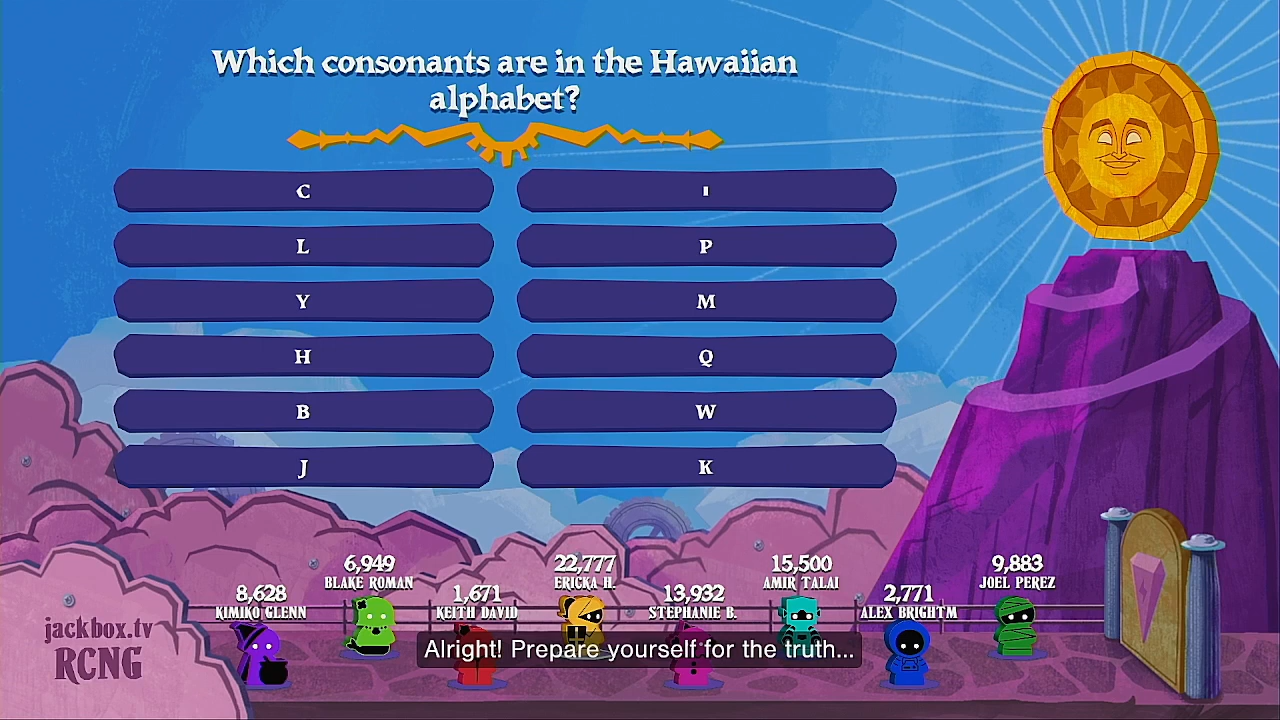 Which consonants are in the Hawaiian
alphabet?
C
I
L
P
Y
M
H
Q
B
W
J
K
6,949
BLAKE ROMAN
22,777
ERICKA H.
15,500
AMIR TALAI
9,883
JOEL PEREZ
8,628
KIMIKO GLENN
1,671
KEITH DAVID
13,932
STEPHANIE B.
2,771
ALEX BRIGHTM
jackbox.tv
RCNG
Alright! Prepare yourself for the truth...